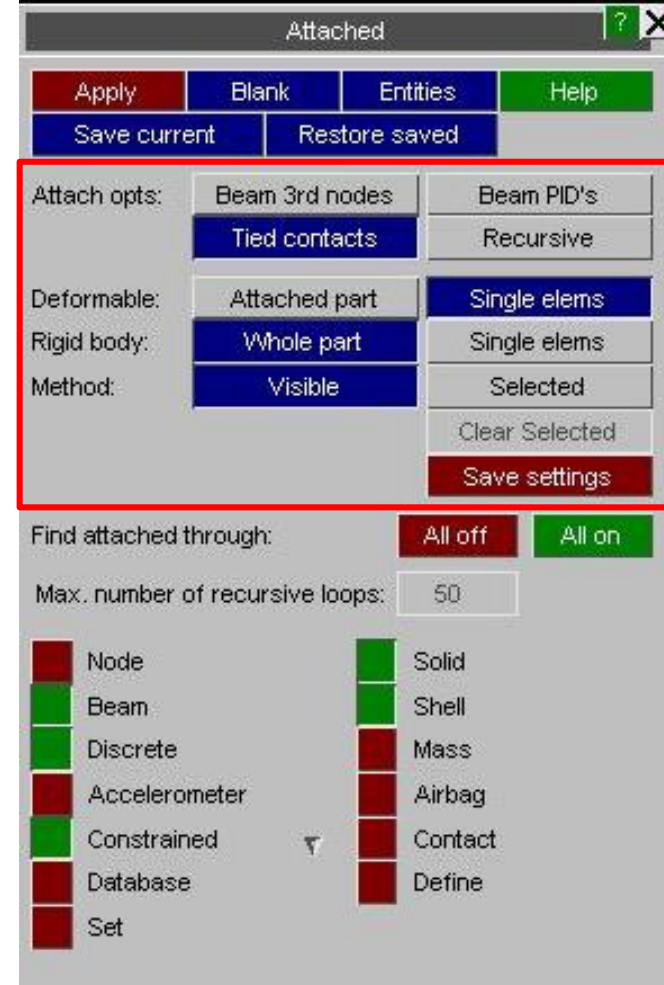 Attached ? X
Apply Blank Entities Help
Save current Restore saved
Attach opts: Beam 3rd nodes Beam PID's
Tied contacts Recursive
Deformable: Attached part Single elems
Rigid body: Whole part Single elems
Method: Visible Selected
Clear Selected
Save settings
Find attached through: All off All on
Max. number of recursive loops: 50
Node Solid
Beam Shell
Discrete Mass
Accelerometer Airbag
Constrained Contact
Database Define
Set